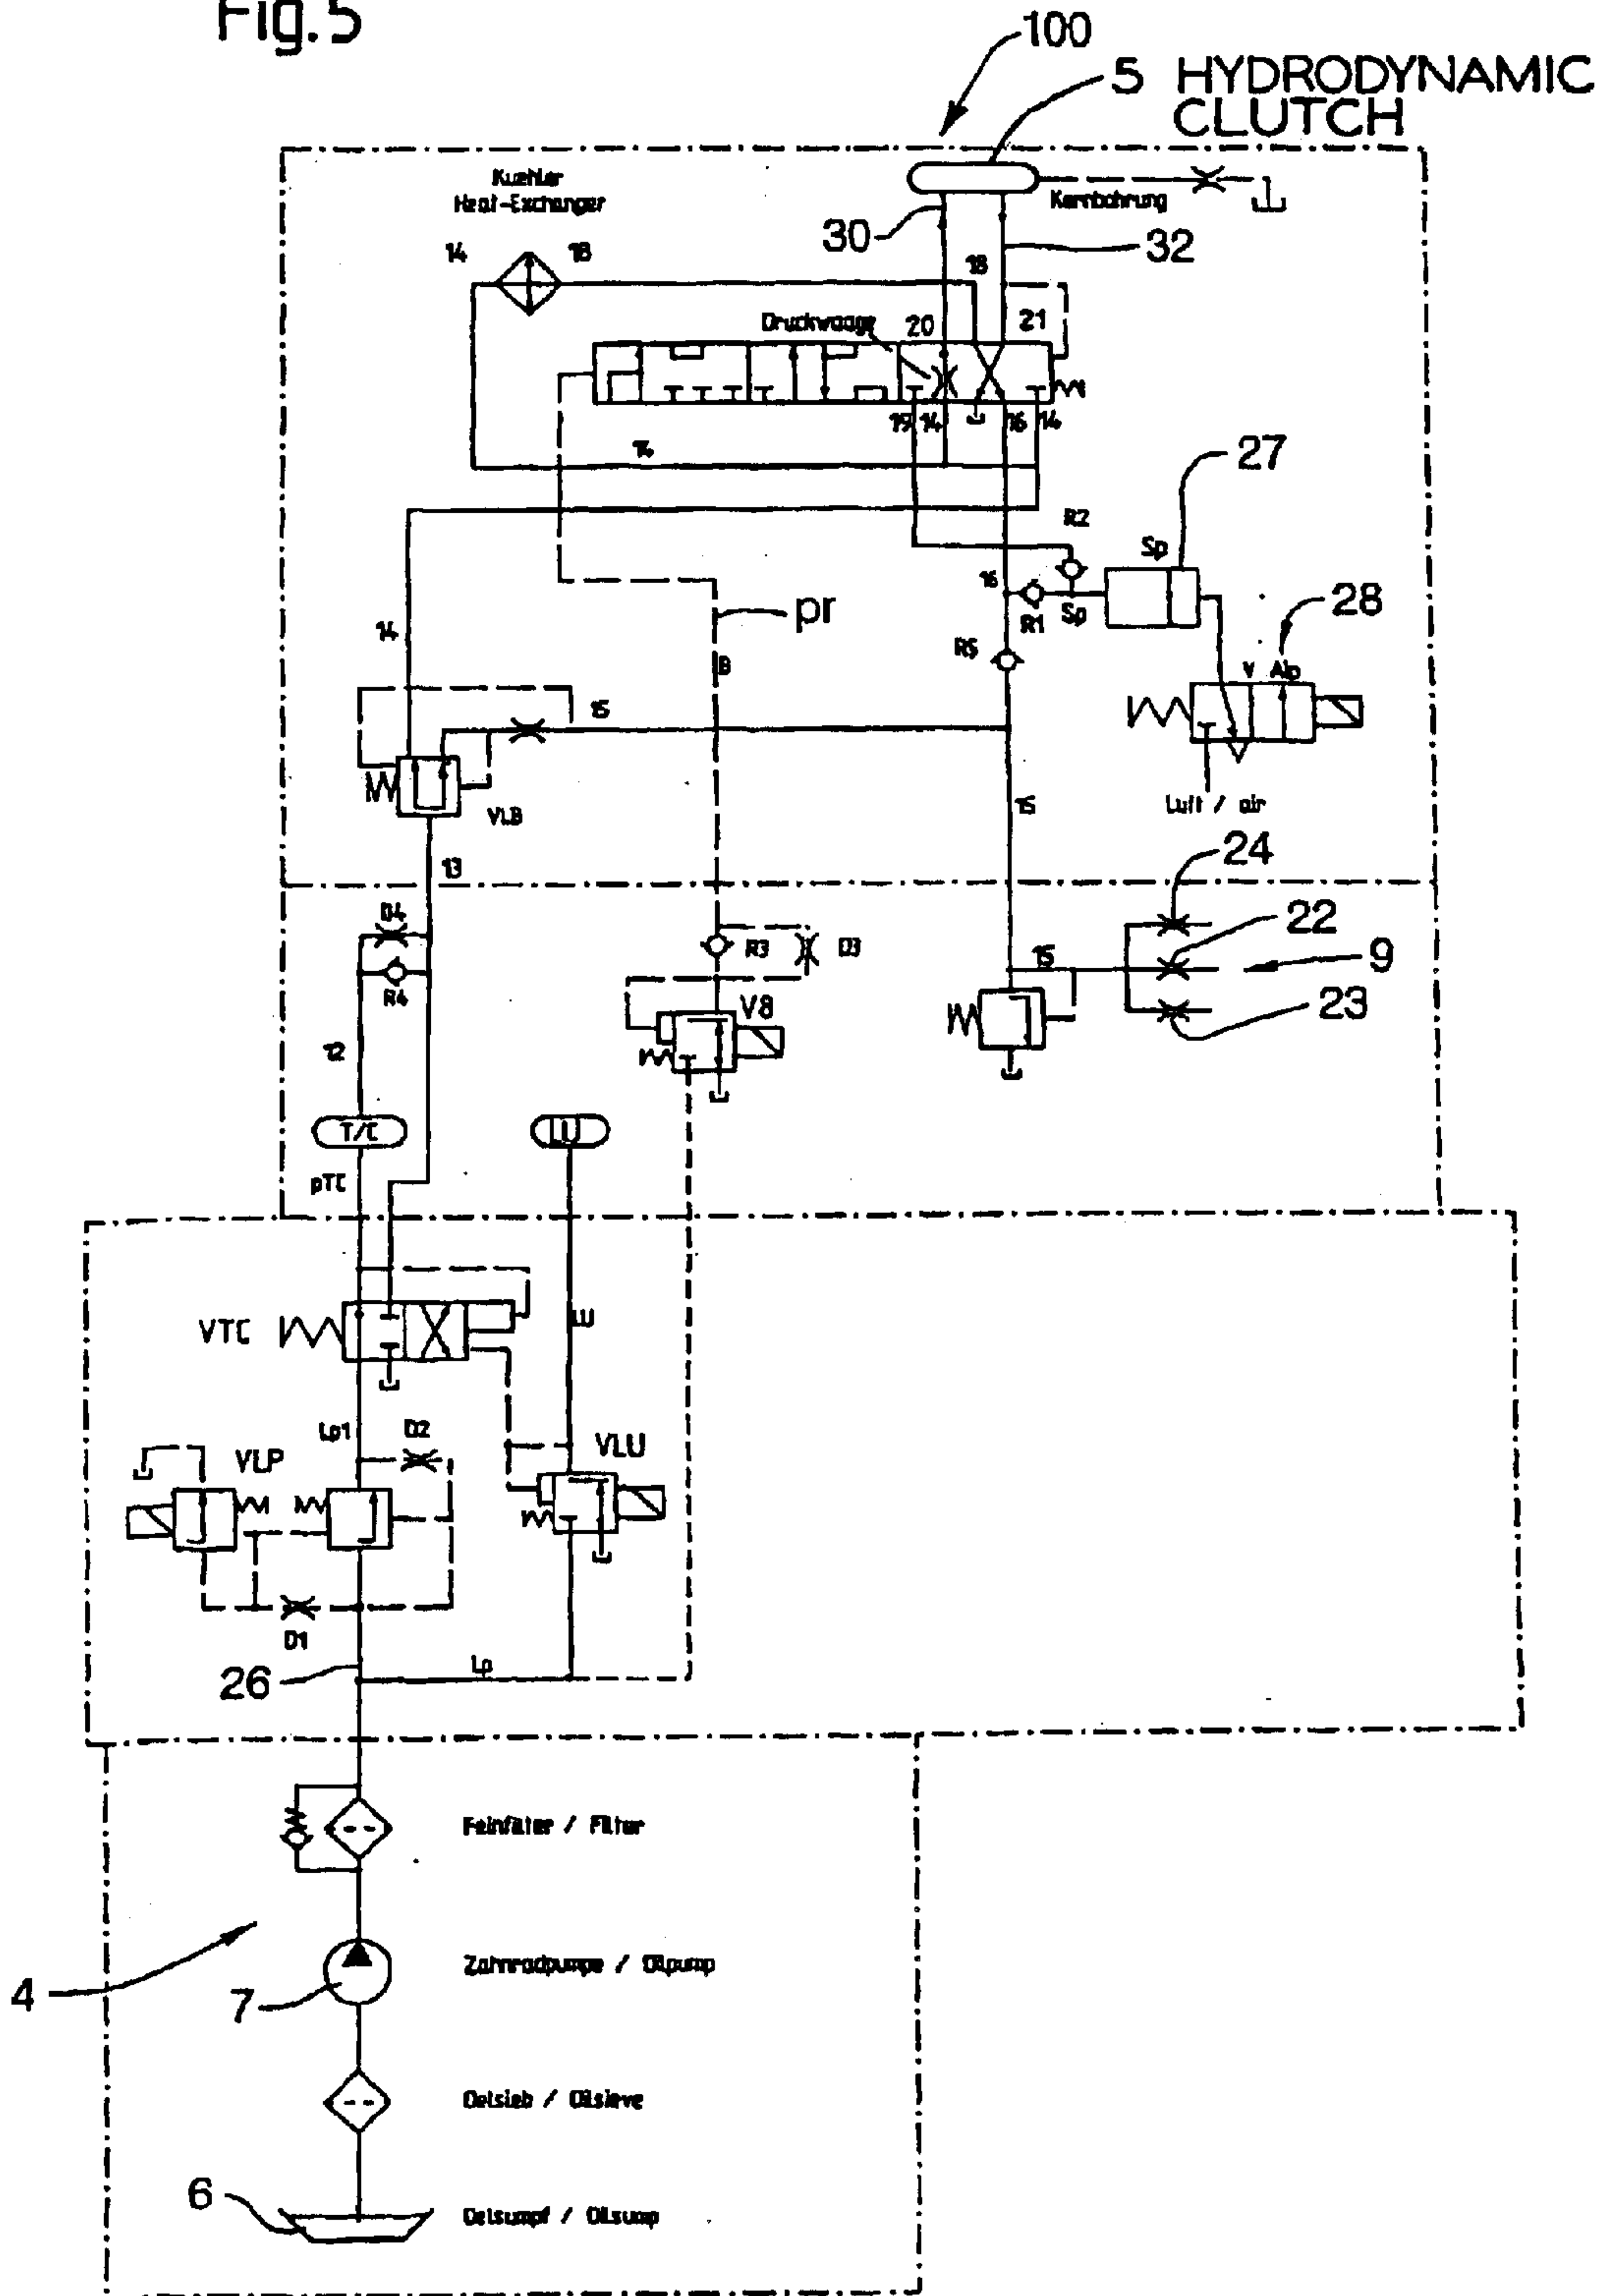 Fig.5
100
5 HYDRODYNAMIC
CLUTCH
Kuehler
Heat-Exchanger
Kernbohrung
30
32
14
18
18
Druckwaage
20
21
19
14
16
14
14
27
R2
Sp
16
28
R1
Sp
pr
14
R5
B
V
Alp
15
VLB
15
Luft / air
13
24
D4
22
R3
D3
15
9
R4
V8
23
12
T/C
LU
pTC
VTC
LU
Lp1
D2
VLP
VLU
D1
Lp
26
Feinfilter / Filter
4
7
Zahnradpumpe / Oilpump
Oelsieb / Oilsieve
6
Oelsumpf / Oilsump